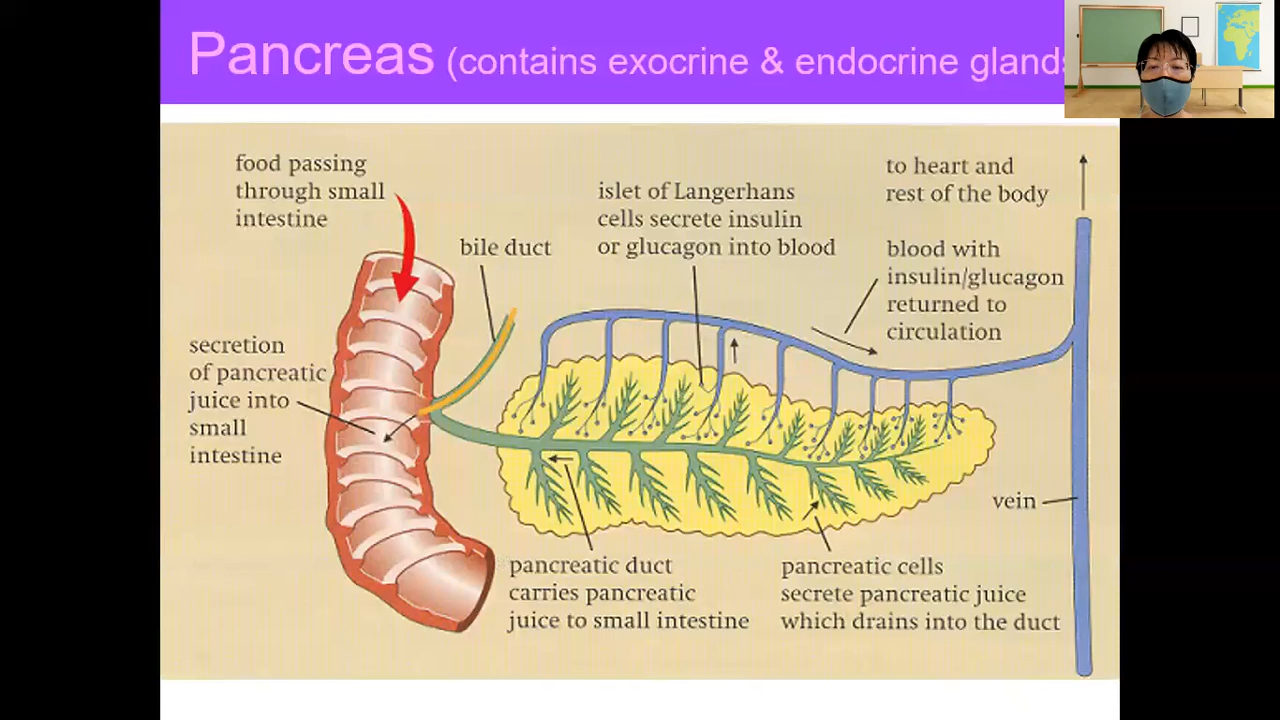 Pancreas (contains exocrine & endocrine glands
food passing
through small
intestine
bile duct
islet of Langerhans
cells secrete insulin
or glucagon into blood
to heart and
rest of the body
blood with
insulin/glucagon
returned to
circulation
secretion
of pancreatic
juice into
small
intestine
vein
pancreatic duct
carries pancreatic
juice to small intestine
pancreatic cells
secrete pancreatic juice
which drains into the duct